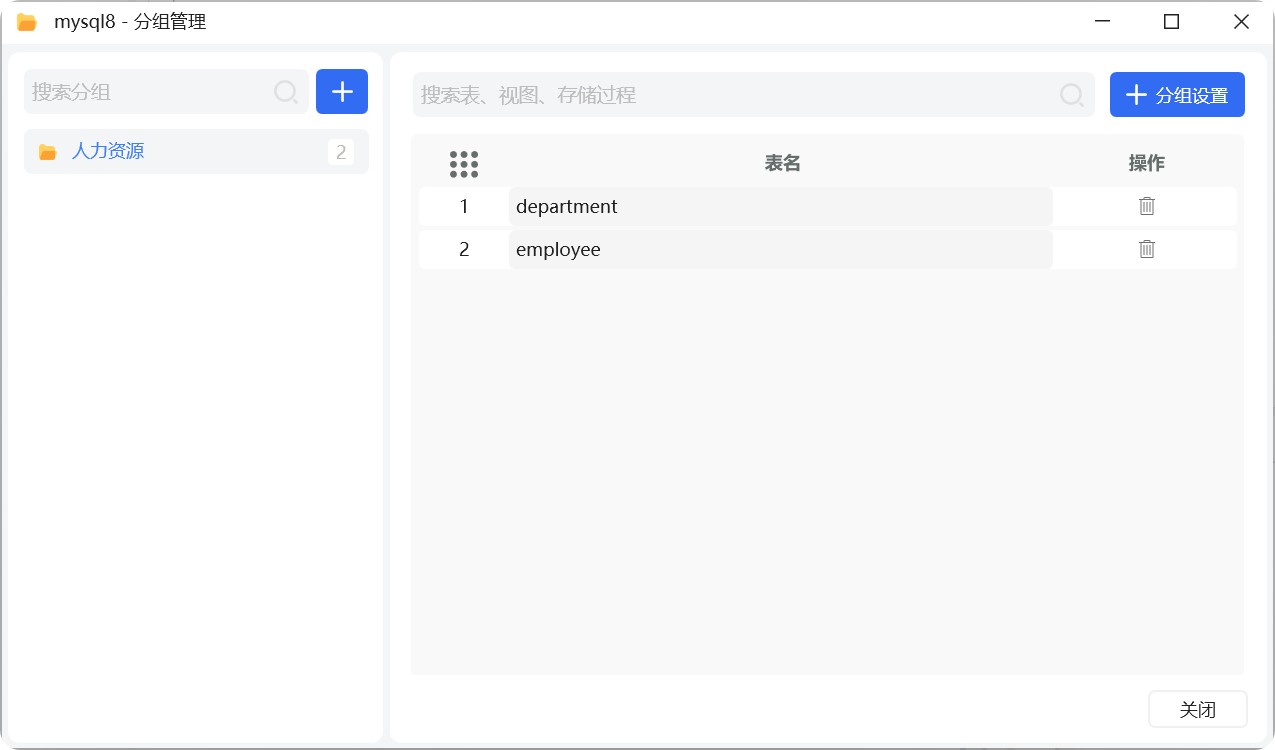 mysql8 - 分组管理
搜索分组
人力资源
2
搜索表、视图、存储过程
分组设置
表名
操作
1
department
2
employee
关闭